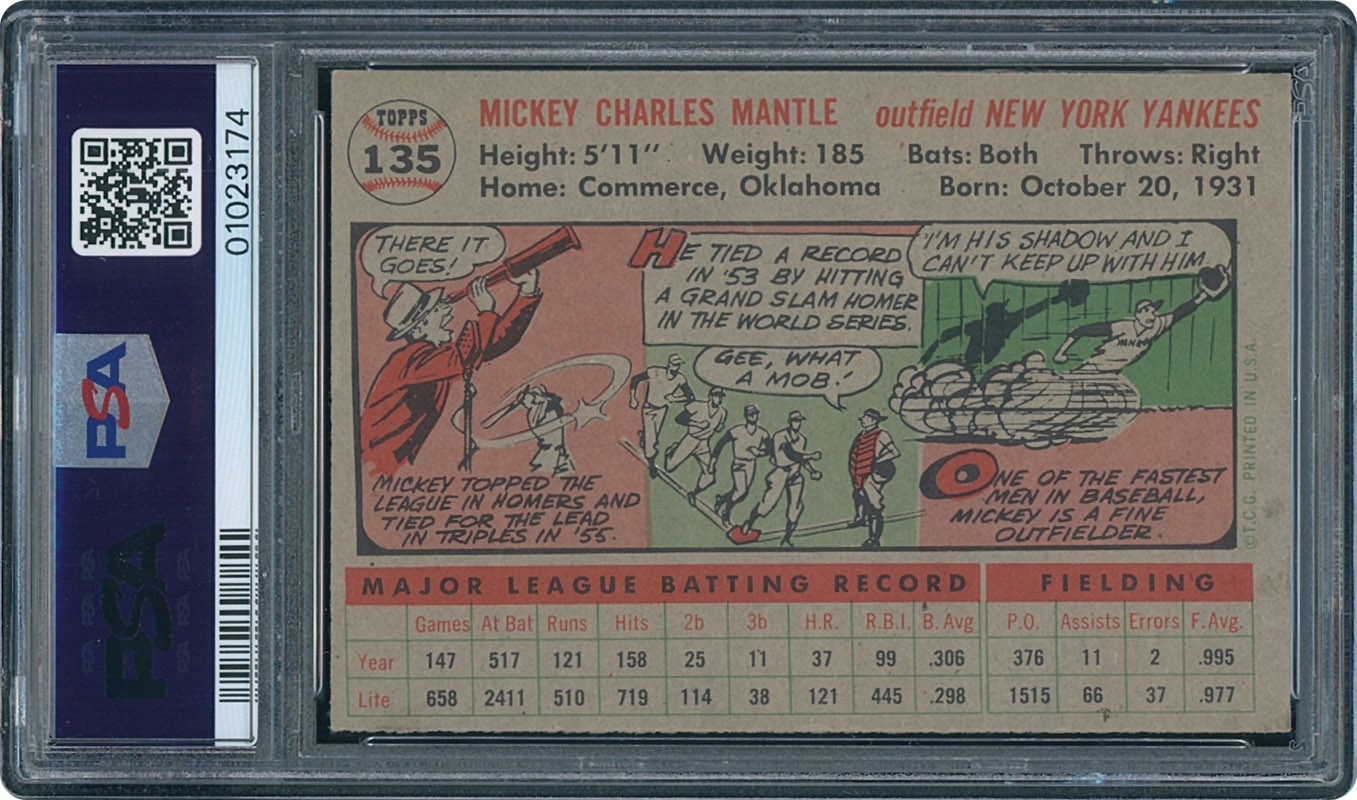 01023174
PSA
PSA
TOPPS
135
MICKEY CHARLES MANTLE outfield NEW YORK YANKEES
Height: 5'11" Weight: 185 Bats: Both Throws: Right
Home: Commerce, Oklahoma Born: October 20, 1931
THERE IT
GOES!
MICKEY TOPPED THE
LEAGUE IN HOMERS AND
TIED FOR THE LEAD
IN TRIPLES IN '55.
HE TIED A RECORD
IN '53 BY HITTING
A GRAND SLAM HOMER
IN THE WORLD SERIES.
GEE, WHAT
A MOB!
I'M HIS SHADOW AND I
CAN'T KEEP UP WITH HIM.
ONE OF THE FASTEST
MEN IN BASEBALL,
MICKEY IS A FINE
OUTFIELDER.
©T.C.G. PRINTED IN U.S.A.
MAJOR LEAGUE BATTING RECORD FIELDING
Games At Bat Runs Hits 2b 3b H.R. R.B.I. B. Avg P.O. Assists Errors F. Avg.
Year 147 517 121 158 25 11 37 99 .306 376 11 2 .995
Life 658 2411 510 719 114 38 121 445 .298 1515 66 37 .977